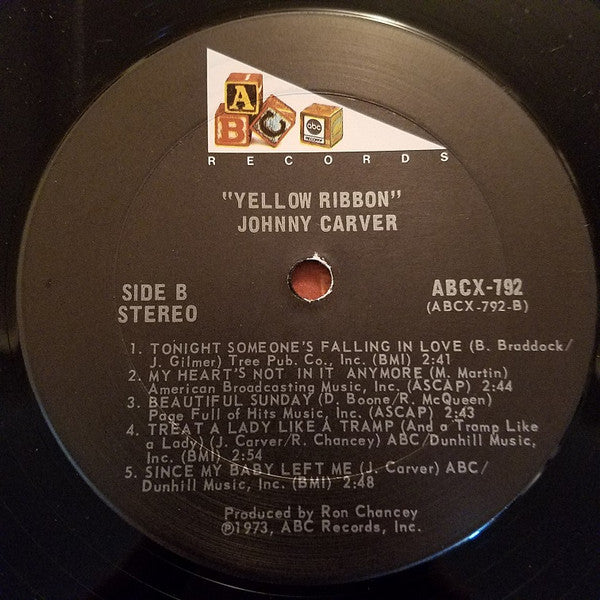 A
B C abc
RECORDS
"YELLOW RIBBON"
JOHNNY CARVER
SIDE B
STEREO
ABCX-792
(ABCX-792-B)
1. TONIGHT SOMEONE'S FALLING IN LOVE (B. Braddock/
J. Gilmer) Tree Pub. Co., Inc. (BMI) 2:41
2. MY HEART'S NOT IN IT ANYMORE (M. Martin)
American Broadcasting Music, Inc. (ASCAP) 2:44
3. BEAUTIFUL SUNDAY (D. Boone/R. McQueen)
Page Full of Hits Music, Inc. (ASCAP) 2:43
4. TREAT A LADY LIKE A TRAMP (And a Tramp Like
a Lady) (J. Carver/R. Chancey) ABC/Dunhill Music,
Inc. (BMI) 2:54
5. SINCE MY BABY LEFT ME (J. Carver) ABC/
Dunhill Music, Inc. (BMI) 2:48
Produced by Ron Chancey
℗1973, ABC Records, Inc.